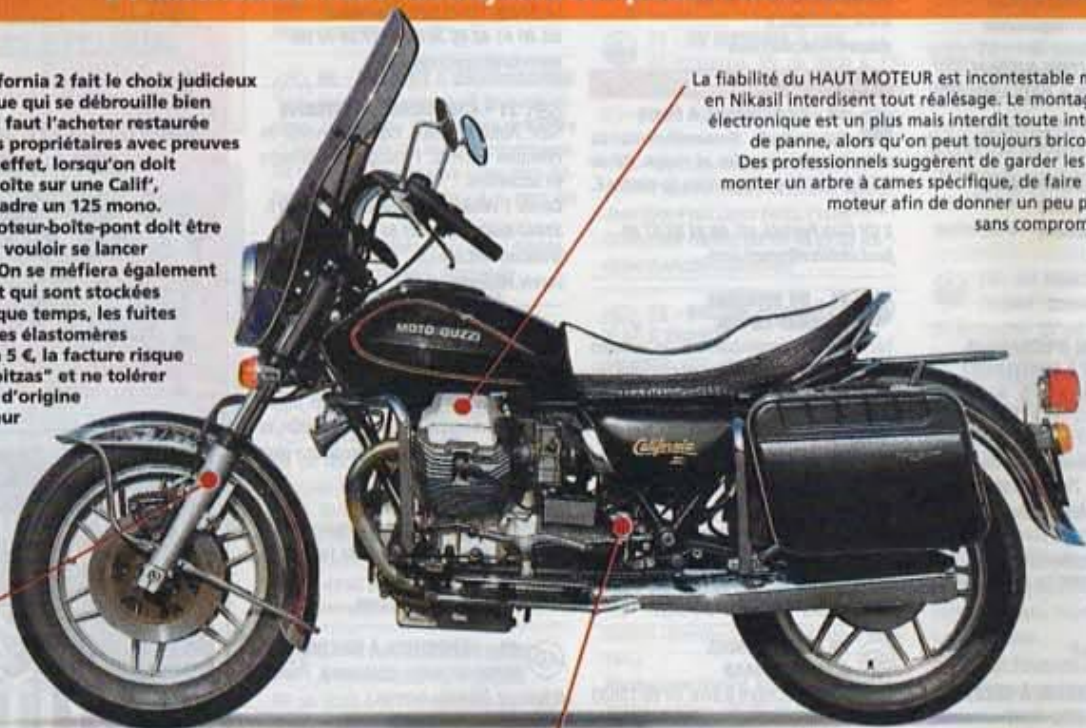 fornia 2 fait le choix judicieux
ue qui se débrouille bien
faut l'acheter restaurée
s propriétaires avec preuves
effet, lorsqu'on doit
oîte sur une Calif',
adre un 125 mono.
oteur-boîte-pont doit être
vouloir se lancer
On se méfiera également
t qui sont stockées
que temps, les fuites
es élastomères
5 €, la facture risque
pitzas" et ne tolérer
d'origine
ur
La fiabilité du HAUT MOTEUR est incontestable
en Nikasil interdisent tout réalésage. Le monta
électronique est un plus mais interdit toute int
de panne, alors qu'on peut toujours brico
Des professionnels suggèrent de garder les
monter un arbre à cames spécifique, de faire
moteur afin de donner un peu p
sans comprom
MOTO GUZZI
California
II